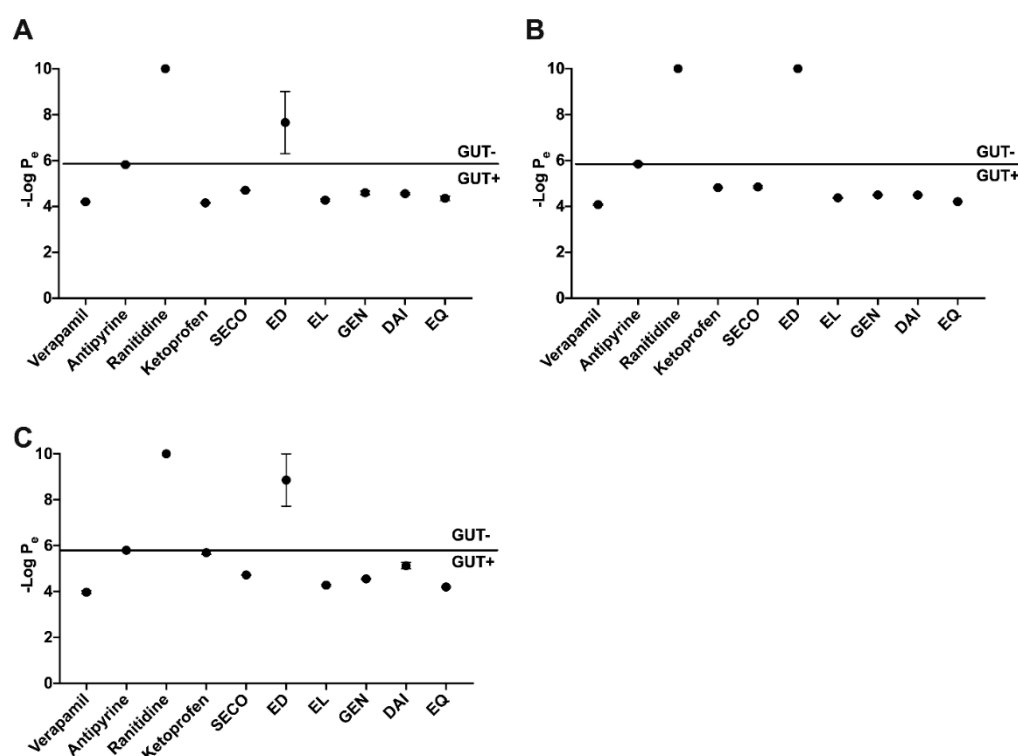 A
10
8
6
4
2
0
-Log Pe
GUT-
GUT+
Verapamil
Antipyrine
Ranitidine
Ketoprofen
SECO
ED
EL
GEN
DAI
EQ
B
10
8
6
4
2
0
-Log Pe
GUT-
GUT+
Verapamil
Antipyrine
Ranitidine
Ketoprofen
SECO
ED
EL
GEN
DAI
EQ
C
10
8
6
4
2
0
-Log Pe
GUT-
GUT+
Verapamil
Antipyrine
Ranitidine
Ketoprofen
SECO
ED
EL
GEN
DAI
EQ